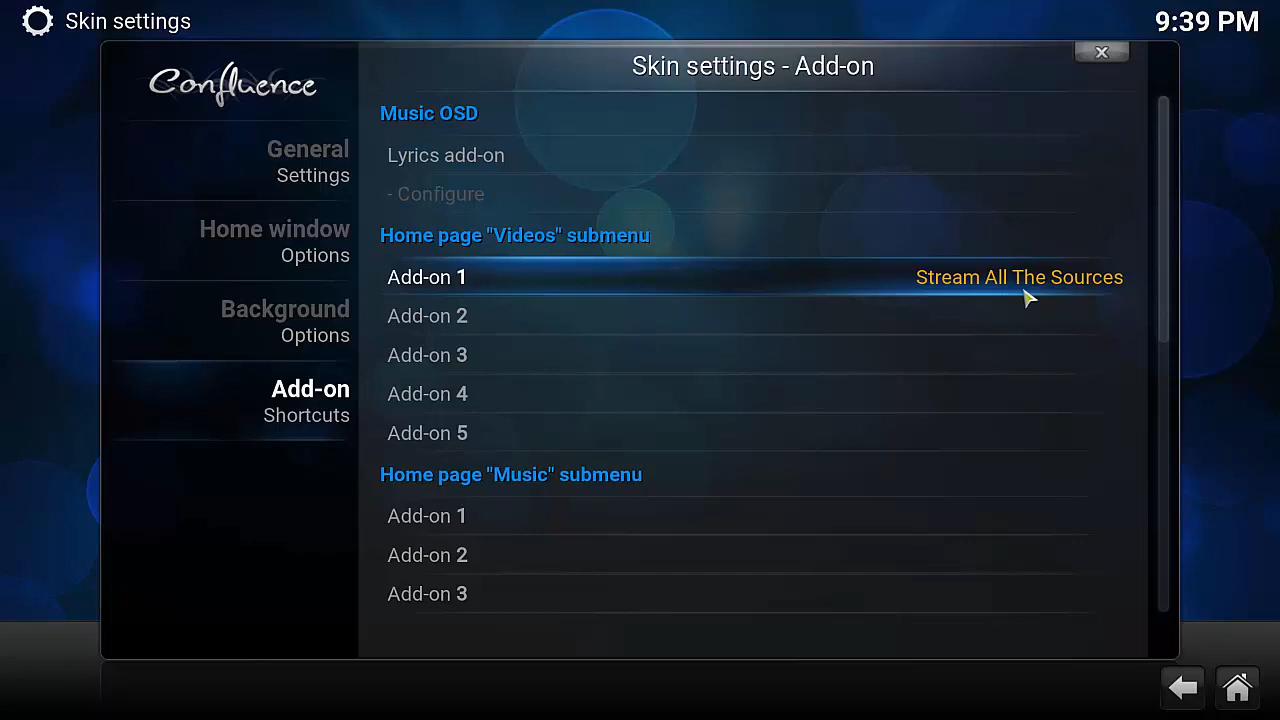 Skin settings
9:39 PM
Confluence
General
Settings
Home window
Options
Background
Options
Add-on
Shortcuts
Skin settings - Add-on
Music OSD
Lyrics add-on
- Configure
Home page "Videos" submenu
Add-on 1 Stream All The Sources
Add-on 2
Add-on 3
Add-on 4
Add-on 5
Home page "Music" submenu
Add-on 1
Add-on 2
Add-on 3